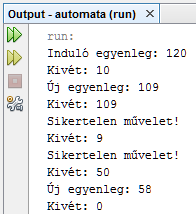 Output - automata (run) ×
run:
Induló egyenleg: 120
Kivét: 10
Új egyenleg: 109
Kivét: 109
Sikertelen művelet!
Kivét: 9
Sikertelen művelet!
Kivét: 50
Új egyenleg: 58
Kivét: 0